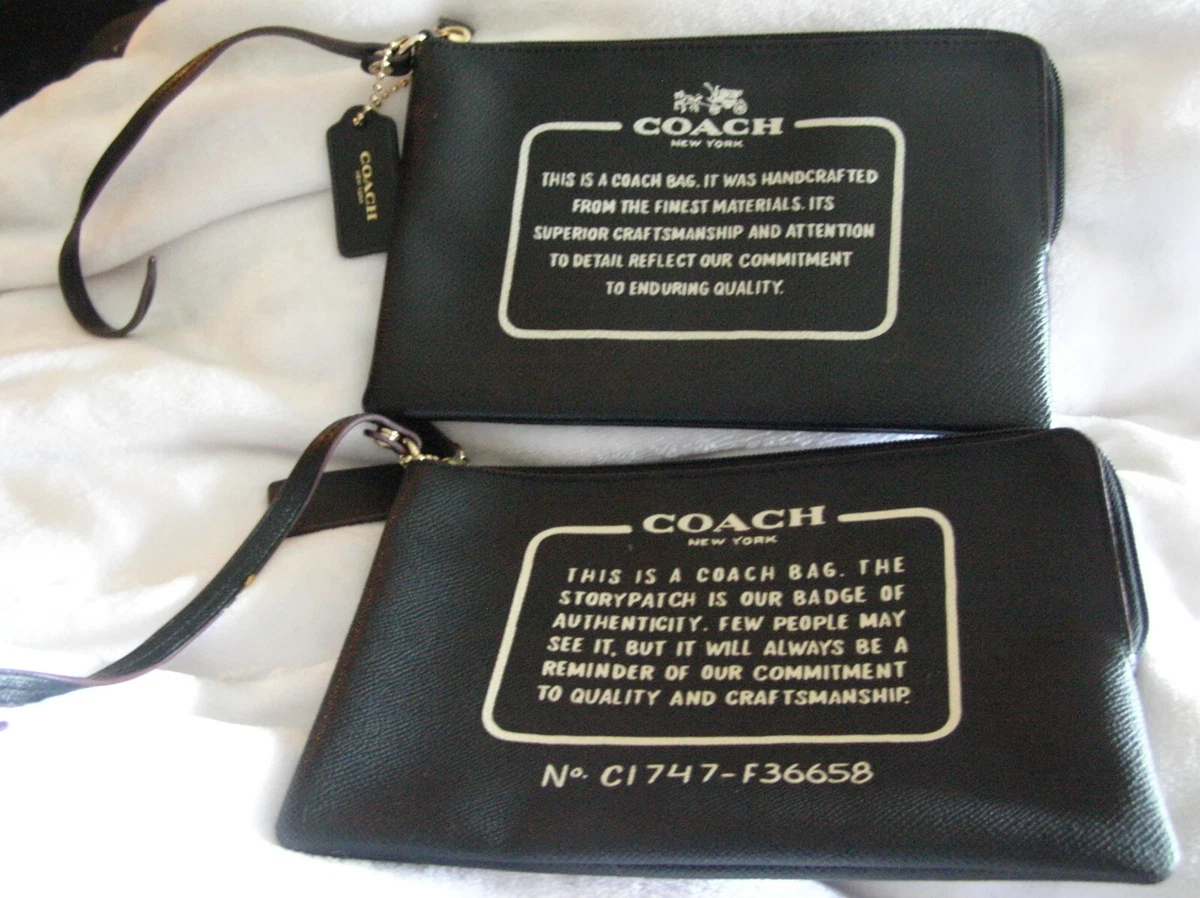 COACH
NEW YORK
COACH
NEW YORK
THIS IS A COACH BAG. IT WAS HANDCRAFTED
FROM THE FINEST MATERIALS. ITS
SUPERIOR CRAFTSMANSHIP AND ATTENTION
TO DETAIL REFLECT OUR COMMITMENT
TO ENDURING QUALITY.
COACH
NEW YORK
THIS IS A COACH BAG. THE
STORYPATCH IS OUR BADGE OF
AUTHENTICITY. FEW PEOPLE MAY
SEE IT, BUT IT WILL ALWAYS BE A
REMINDER OF OUR COMMITMENT
TO QUALITY AND CRAFTSMANSHIP.
No. C1747-F36658